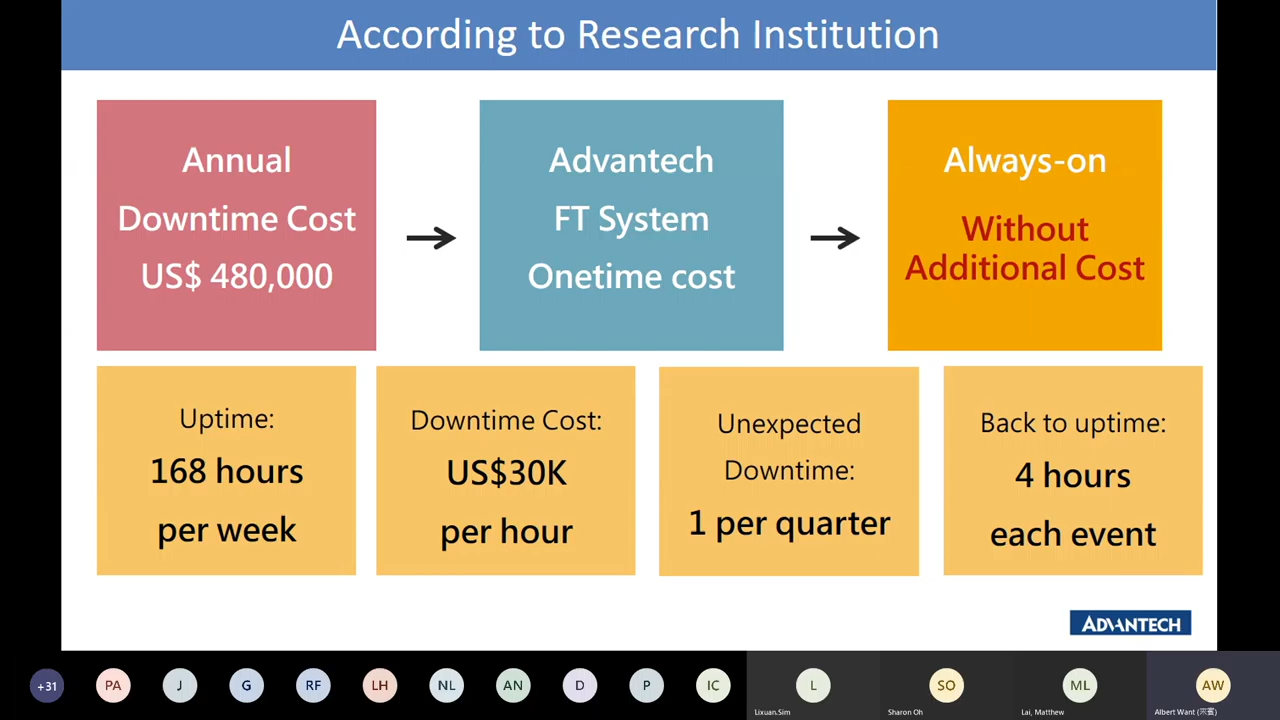 According to Research Institution
Annual
Downtime Cost
US$ 480,000
Advantech
FT System
Onetime cost
Always-on
Without
Additional Cost
Uptime:
168 hours
per week
Downtime Cost:
US$30K
per hour
Unexpected
Downtime:
1 per quarter
Back to uptime:
4 hours
each event
ADVANTECH
+31
PA
J
G
RF
LH
NL
AN
D
P
IC
L
SO
ML
AW
Lixuan.Sim
Sharon Oh
Lai, Matthew
Albert Want